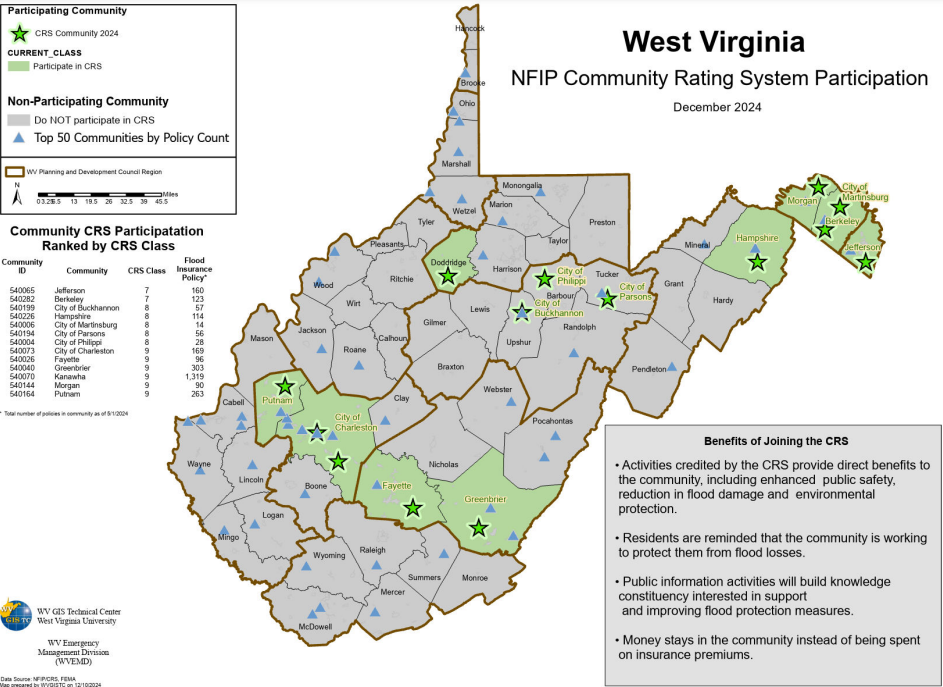 Participating Community
CRS Community 2024
CURRENT_CLASS
Participate in CRS
Non-Participating Community
Do NOT participate in CRS
Top 50 Communities by Policy Count
WV Planning and Development Council Region
N
Miles
13 19.5 26 32.5 39 45.5
West Virginia
NFIP Community Rating System Participation
December 2024
Community CRS Participatation
Ranked by CRS Class
Community ID Community CRS Class Flood Insurance Policy*
540065 Jefferson 7 160
540282 Berkeley 7 123
540199 City of Buckhannon 8 57
540226 Hampshire 8 114
540006 City of Martinsburg 8 14
540194 City of Parsons 8 56
540004 City of Philippi 8 28
540073 City of Charleston 9 169
540026 Fayette 9 96
540040 Greenbrier 9 303
540070 Kanawha 9 1,319
540144 Morgan 9 90
540164 Putnam 9 263
* Total number of policies in community as of 8/1/2024
Hancock
Brooke
Ohio
Marshall
Wetzel
Monongalia
Marion
Preston
Tyler
Taylor
Pleasants
Doddridge
Harrison
Ritchie
Wood
Wirt
City of
Philippi
Barbour
Tucker
City of
Parsons
City of
Buckhannon
Lewis
Gilmer
Upshur
Randolph
Mineral
Hampshire
Morgan
City of
Martinsburg
Berkeley
Jefferson
Grant
Hardy
Pendleton
Mason
Jackson
Roane
Calhoun
Braxton
Webster
Putnam
Cabell
Clay
City of
Charleston
Pocahontas
Nicholas
Wayne
Lincoln
Boone
Fayette
Greenbrier
Logan
Mingo
Wyoming
Raleigh
Summers
Monroe
Mercer
McDowell
Benefits of Joining the CRS
• Activities credited by the CRS provide direct benefits to
the community, including enhanced public safety,
reduction in flood damage and environmental
protection.
• Residents are reminded that the community is working
to protect them from flood losses.
• Public information activities will build knowledge
constituency interested in support
and improving flood protection measures.
• Money stays in the community instead of being spent
on insurance premiums.
WV
GISTC
WV GIS Technical Center
West Virginia University
WV Emergency
Management Division
(WVEMD)
Data Source: NFIP/CRS, FEMA
Map prepared by WVGISTC on 12/10/2024